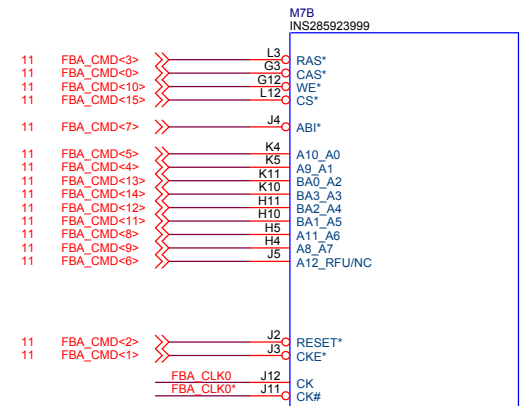 M7B
INS285923999
11 FBA_CMD<3> L3 RAS*
11 FBA_CMD<0> G3 CAS*
11 FBA_CMD<10> G12 WE*
11 FBA_CMD<15> L12 CS*
11 FBA_CMD<7> J4 ABI*
11 FBA_CMD<5> K4 A10_A0
11 FBA_CMD<4> K5 A9_A1
11 FBA_CMD<13> K11 BA0_A2
11 FBA_CMD<14> K10 BA3_A3
11 FBA_CMD<12> H11 BA2_A4
11 FBA_CMD<11> H10 BA1_A5
11 FBA_CMD<8> H5 A11_A6
11 FBA_CMD<9> H4 A8_A7
11 FBA_CMD<6> J5 A12_RFU/NC
11 FBA_CMD<2> J2 RESET*
11 FBA_CMD<1> J3 CKE*
FBA_CLK0 J12 CK
FBA_CLK0* J11 CK#